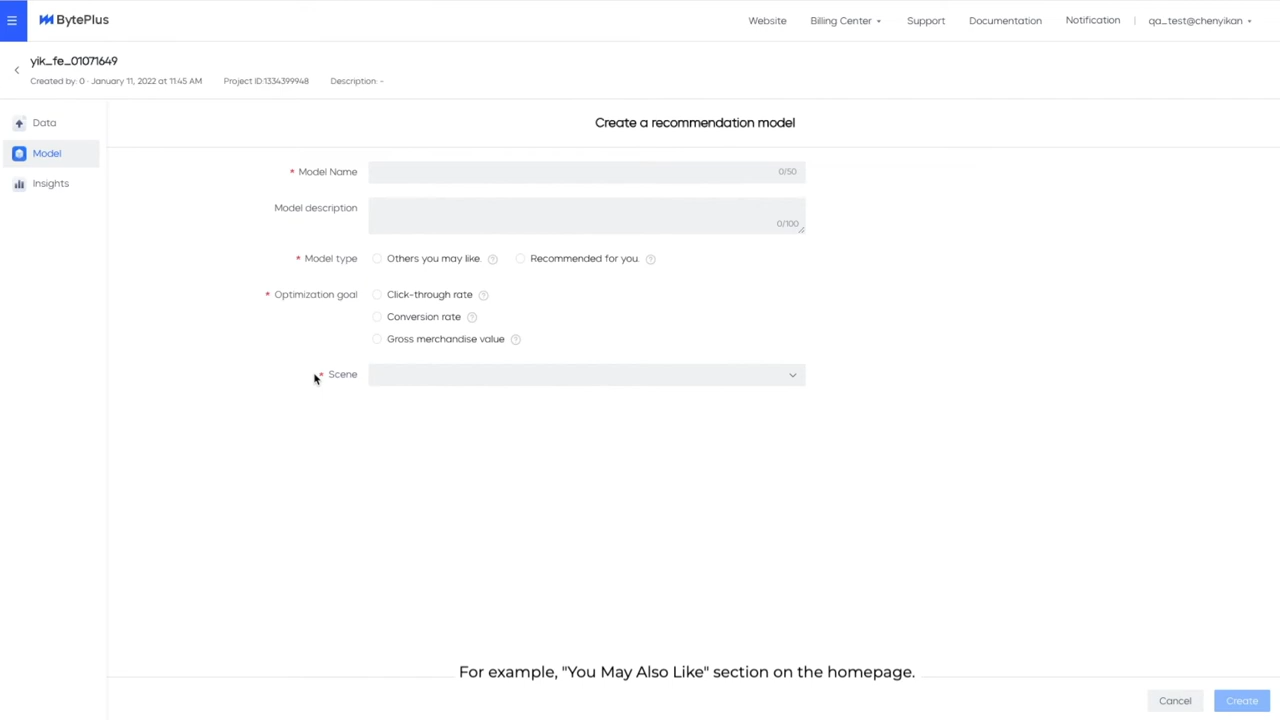 BytePlus
Website
Billing Center
Support
Documentation
Notification
qa_test@chenyikan
yik_fe_01071649
Created by: 0 · January 11, 2022 at 11:45 AM
Project ID:1334399948
Description: -
Data
Model
Insights
Create a recommendation model
* Model Name
0/50
Model description
0/100
* Model type
Others you may like.
Recommended for you.
* Optimization goal
Click-through rate
Conversion rate
Gross merchandise value
* Scene
For example, "You May Also Like" section on the homepage.
Cancel
Create